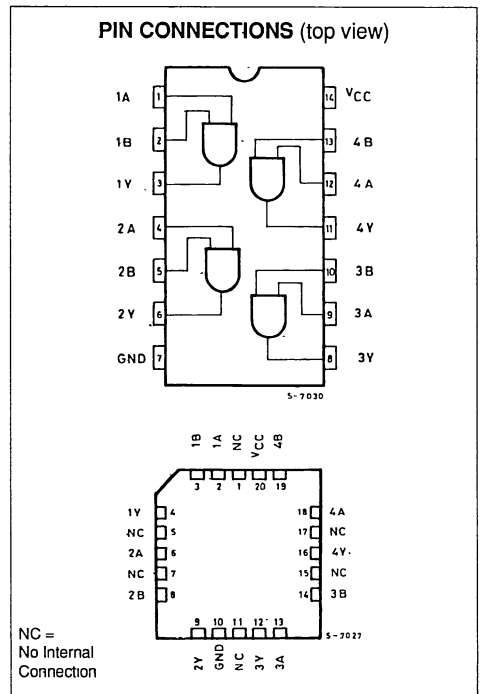 PIN CONNECTIONS (top view)
1A 1 14 VCC
1B 2 13 4B
1Y 3 12 4A
2A 4 11 4Y
2B 5 10 3B
2Y 6 9 3A
GND 7 8 3Y
S-7030
1B 1A NC VCC 4B
3 2 1 20 19
1Y 4 18 4A
NC 5 17 NC
2A 6 16 4Y
NC 7 15 NC
2B 8 14 3B
9 10 11 12 13
2Y GND NC 3Y 3A
S-7027
NC =
No Internal
Connection